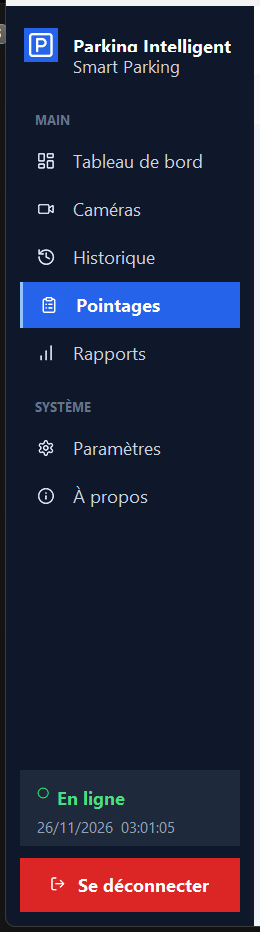 P
Parking Intelligent
Smart Parking
MAIN
Tableau de bord
Caméras
Historique
Pointages
Rapports
SYSTÈME
Paramètres
À propos
En ligne
26/11/2026 03:01:05
Se déconnecter